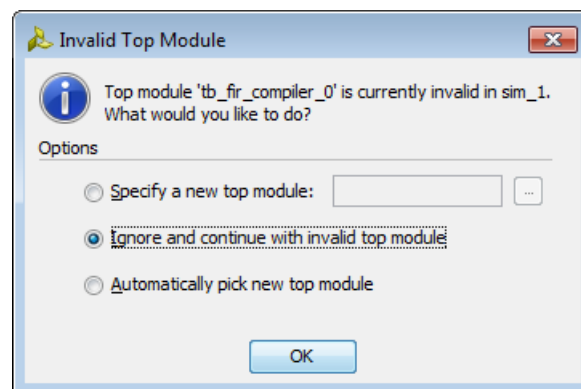 Invalid Top Module
Top module 'tb_fir_compiler_0' is currently invalid in sim_1.
What would you like to do?
Options
Specify a new top module:
...
Ignore and continue with invalid top module
Automatically pick new top module
OK